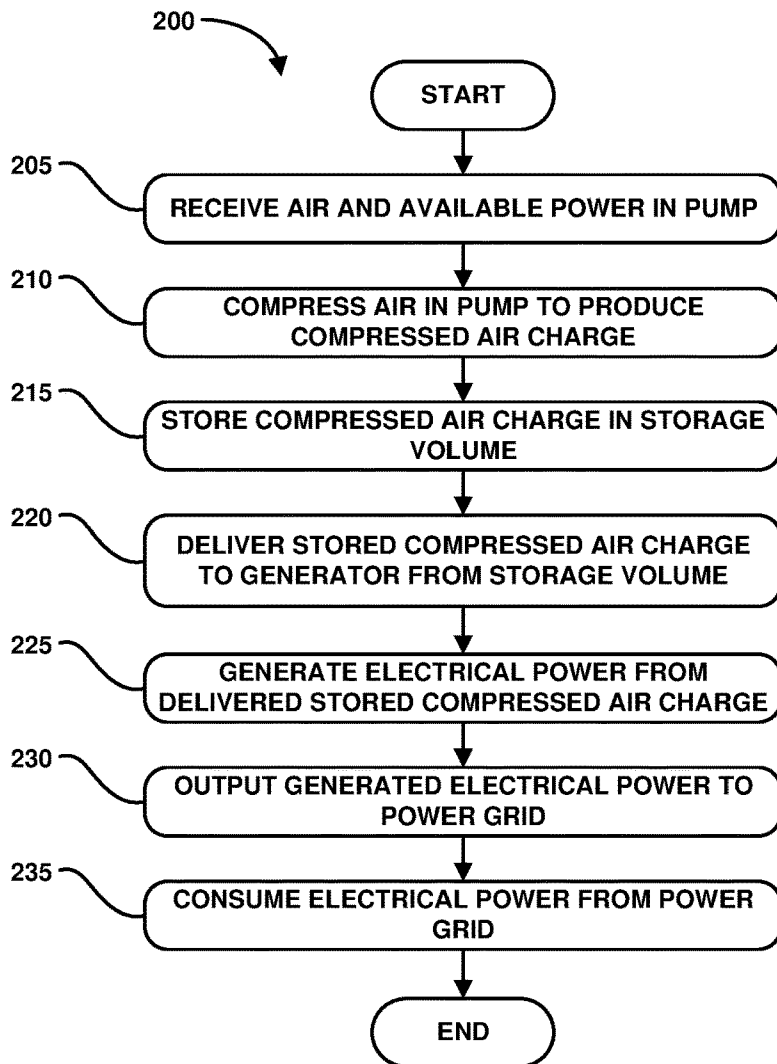 200
START
205
RECEIVE AIR AND AVAILABLE POWER IN PUMP
210
COMPRESS AIR IN PUMP TO PRODUCE
COMPRESSED AIR CHARGE
215
STORE COMPRESSED AIR CHARGE IN STORAGE
VOLUME
220
DELIVER STORED COMPRESSED AIR CHARGE
TO GENERATOR FROM STORAGE VOLUME
225
GENERATE ELECTRICAL POWER FROM
DELIVERED STORED COMPRESSED AIR CHARGE
230
OUTPUT GENERATED ELECTRICAL POWER TO
POWER GRID
235
CONSUME ELECTRICAL POWER FROM POWER
GRID
END